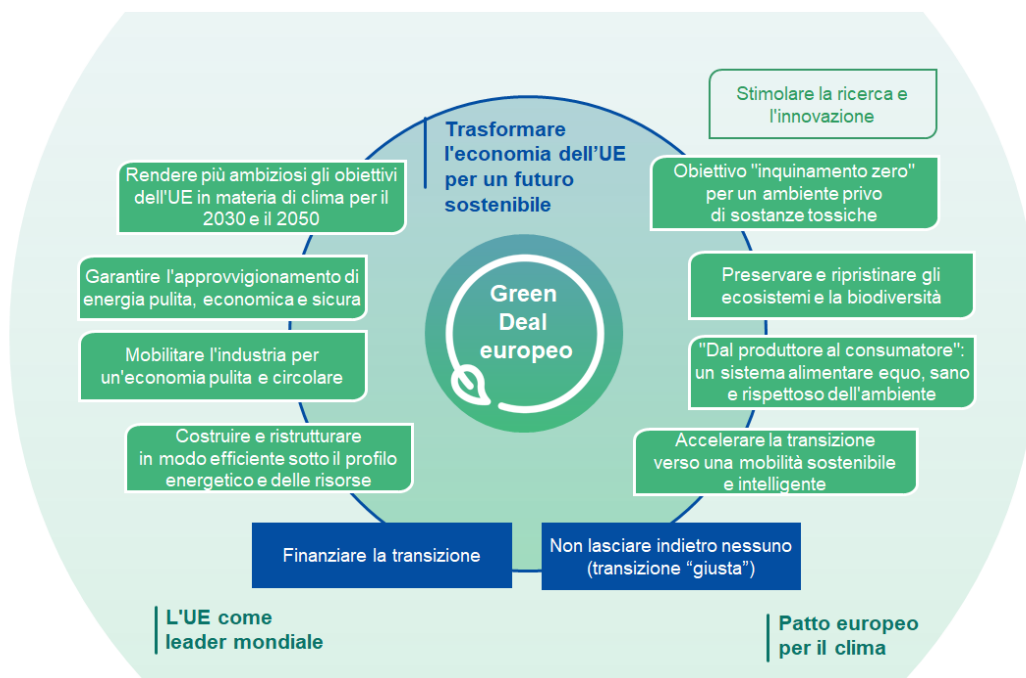 Stimolare la ricerca e
l'innovazione
Trasformare
l'economia dell’UE
per un futuro
sostenibile
Rendere più ambiziosi gli obiettivi
dell'UE in materia di clima per il
2030 e il 2050
Obiettivo "inquinamento zero"
per un ambiente privo
di sostanze tossiche
Garantire l'approvvigionamento di
energia pulita, economica e sicura
Green
Deal
europeo
Preservare e ripristinare gli
ecosistemi e la biodiversità
Mobilitare l'industria per
un'economia pulita e circolare
"Dal produttore al consumatore":
un sistema alimentare equo, sano
e rispettoso dell'ambiente
Costruire e ristrutturare
in modo efficiente sotto il profilo
energetico e delle risorse
Accelerare la transizione
verso una mobilità sostenibile
e intelligente
Finanziare la transizione
Non lasciare indietro nessuno
(transizione “giusta”)
L'UE come
leader mondiale
Patto europeo
per il clima